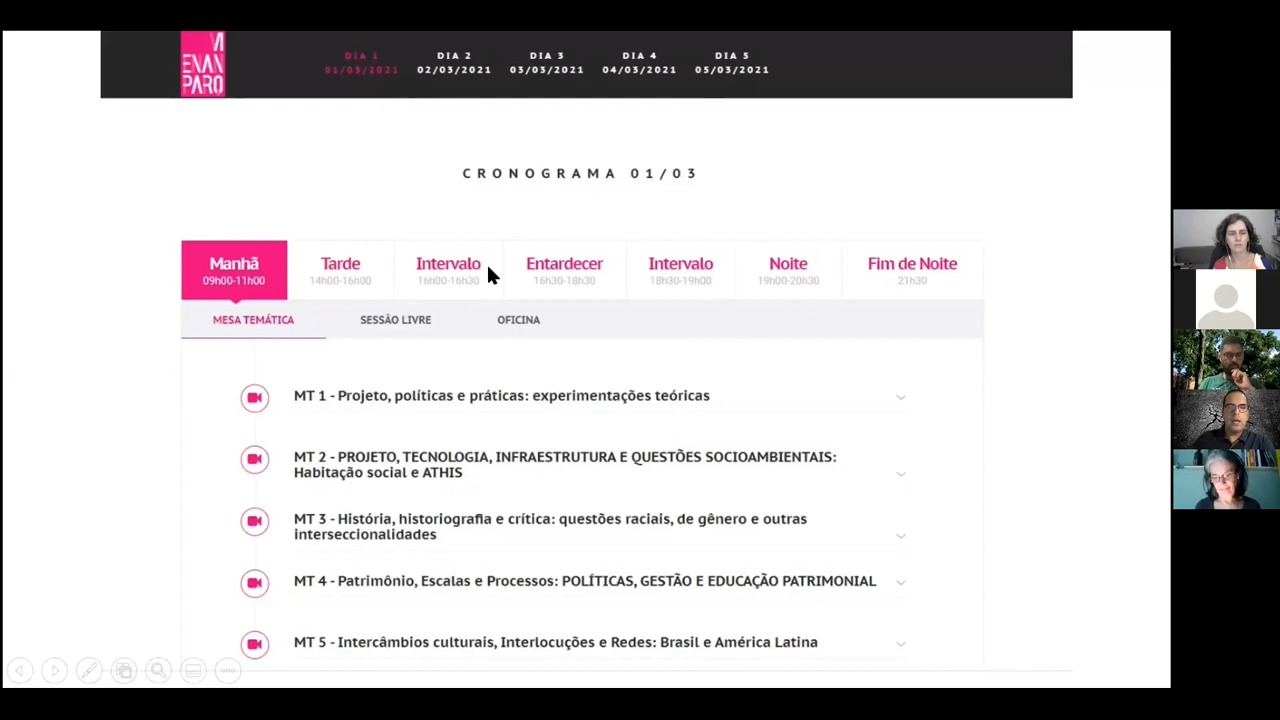 VI
ENAN
PARQ
DIA 1
DIA 2
DIA 3
DIA 4
DIA 5
01/03/2021
02/03/2021
03/03/2021
04/03/2021
05/03/2021
CRONOGRAMA 01/03
Manhã
Tarde
Intervalo
Entardecer
Intervalo
Noite
Fim de Noite
09h00-11h00
14h00-16h00
16h00-16h30
16h30-18h30
18h30-19h00
19h00-20h30
21h30
MESA TEMÁTICA
SESSÃO LIVRE
OFICINA
MT 1 - Projeto, políticas e práticas: experimentações teóricas
MT 2 - PROJETO, TECNOLOGIA, INFRAESTRUTURA E QUESTÕES SOCIOAMBIENTAIS:
Habitação social e ATHIS
MT 3 - História, historiografia e crítica: questões raciais, de gênero e outras
interseccionalidades
MT 4 - Patrimônio, Escalas e Processos: POLÍTICAS, GESTÃO E EDUCAÇÃO PATRIMONIAL
MT 5 - Intercâmbios culturais, Interlocuções e Redes: Brasil e América Latina